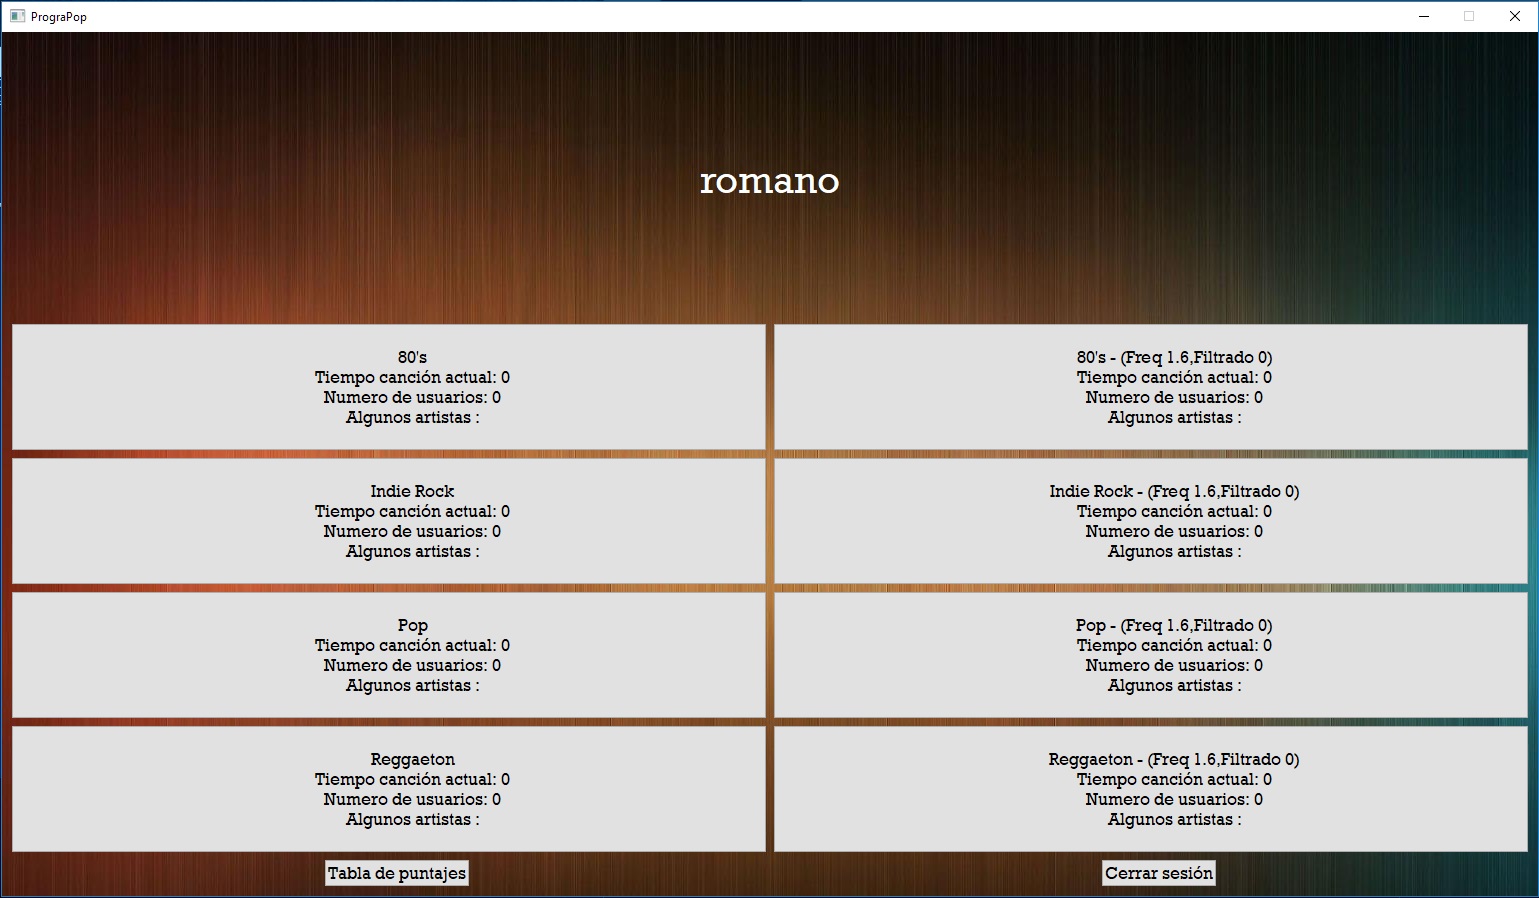 PrograPop
romano
80's
Tiempo canción actual: 0
Numero de usuarios: 0
Algunos artistas :
80's - (Freq 1.6,Filtrado 0)
Tiempo canción actual: 0
Numero de usuarios: 0
Algunos artistas :
Indie Rock
Tiempo canción actual: 0
Numero de usuarios: 0
Algunos artistas :
Indie Rock - (Freq 1.6,Filtrado 0)
Tiempo canción actual: 0
Numero de usuarios: 0
Algunos artistas :
Pop
Tiempo canción actual: 0
Numero de usuarios: 0
Algunos artistas :
Pop - (Freq 1.6,Filtrado 0)
Tiempo canción actual: 0
Numero de usuarios: 0
Algunos artistas :
Reggaeton
Tiempo canción actual: 0
Numero de usuarios: 0
Algunos artistas :
Reggaeton - (Freq 1.6,Filtrado 0)
Tiempo canción actual: 0
Numero de usuarios: 0
Algunos artistas :
Tabla de puntajes
Cerrar sesión